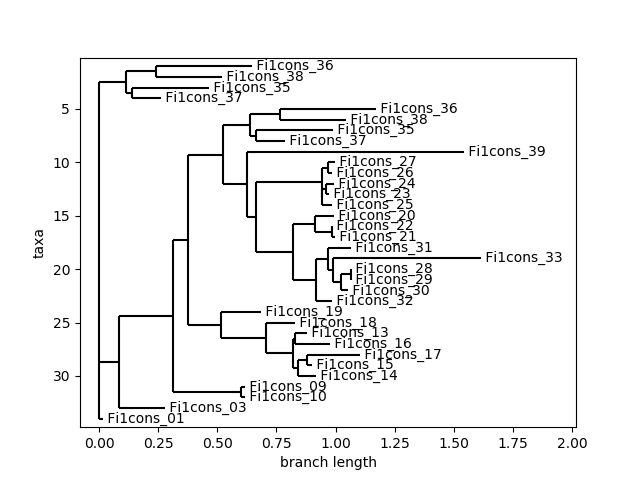 Fi1cons_36
Fi1cons_38
Fi1cons_35
Fi1cons_37
Fi1cons_36
Fi1cons_38
Fi1cons_35
Fi1cons_37
Fi1cons_39
Fi1cons_27
Fi1cons_26
Fi1cons_24
Fi1cons_23
Fi1cons_25
Fi1cons_20
Fi1cons_22
Fi1cons_21
Fi1cons_31
Fi1cons_33
Fi1cons_28
Fi1cons_29
Fi1cons_30
Fi1cons_32
Fi1cons_19
Fi1cons_18
Fi1cons_13
Fi1cons_16
Fi1cons_17
Fi1cons_15
Fi1cons_14
Fi1cons_09
Fi1cons_10
Fi1cons_03
Fi1cons_01
5
10
15
20
25
30
taxa
0.00 0.25 0.50 0.75 1.00 1.25 1.50 1.75 2.00
branch length